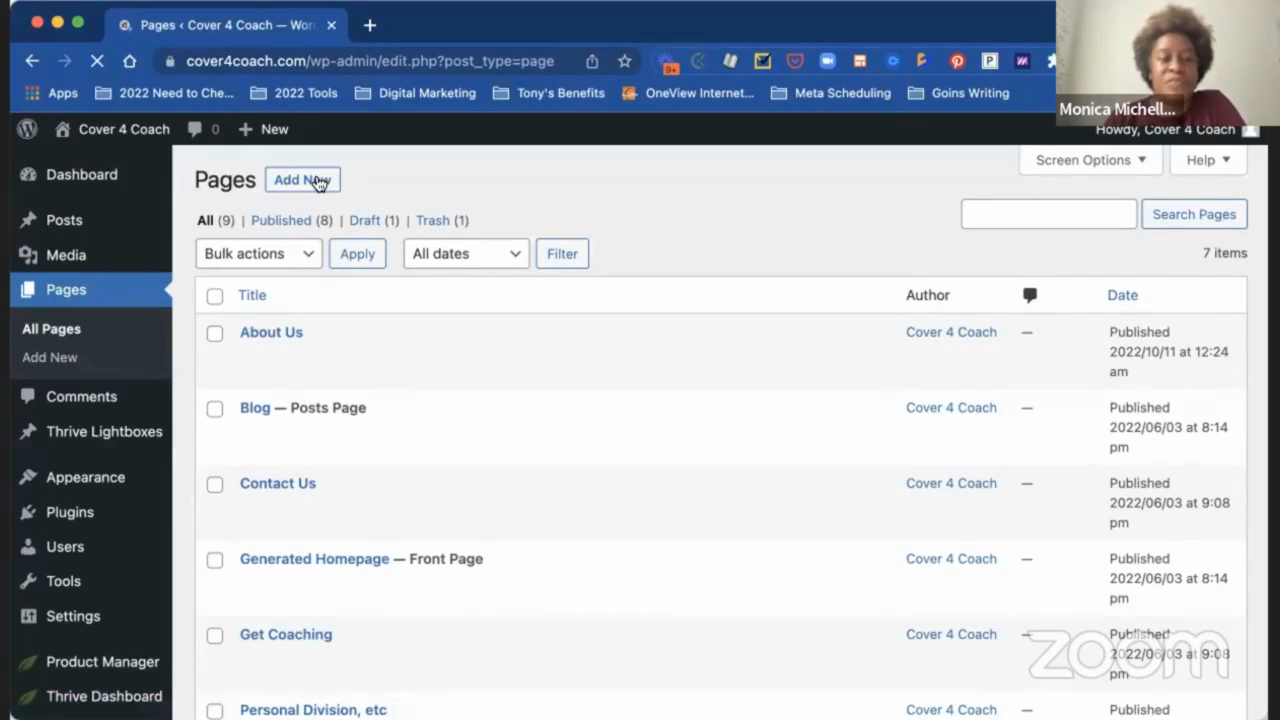 Pages ‹ Cover 4 Coach — Wor
cover4coach.com/wp-admin/edit.php?post_type=page
9+
P
Apps
2022 Need to Che...
2022 Tools
Digital Marketing
Tony's Benefits
OneView Internet...
Meta Scheduling
Goins Writing
Monica Michell...
Cover 4 Coach
0
New
Howdy, Cover 4 Coach
Dashboard
Posts
Media
Pages
All Pages
Add New
Comments
Thrive Lightboxes
Appearance
Plugins
Users
Tools
Settings
Product Manager
Thrive Dashboard
Screen Options
Help
Pages
Add New
All (9) | Published (8) | Draft (1) | Trash (1)
Search Pages
Bulk actions
Apply
All dates
Filter
7 items
Title
Author
Date
About Us
Cover 4 Coach
—
Published
2022/10/11 at 12:24
am
Blog — Posts Page
Cover 4 Coach
—
Published
2022/06/03 at 8:14
pm
Contact Us
Cover 4 Coach
—
Published
2022/06/03 at 9:08
pm
Generated Homepage — Front Page
Cover 4 Coach
—
Published
2022/06/03 at 8:14
pm
Get Coaching
Cover 4 Coach
—
Published
2022/06/03 at 9:08
pm
zoom
Personal Division, etc
Cover 4 Coach
—
Published